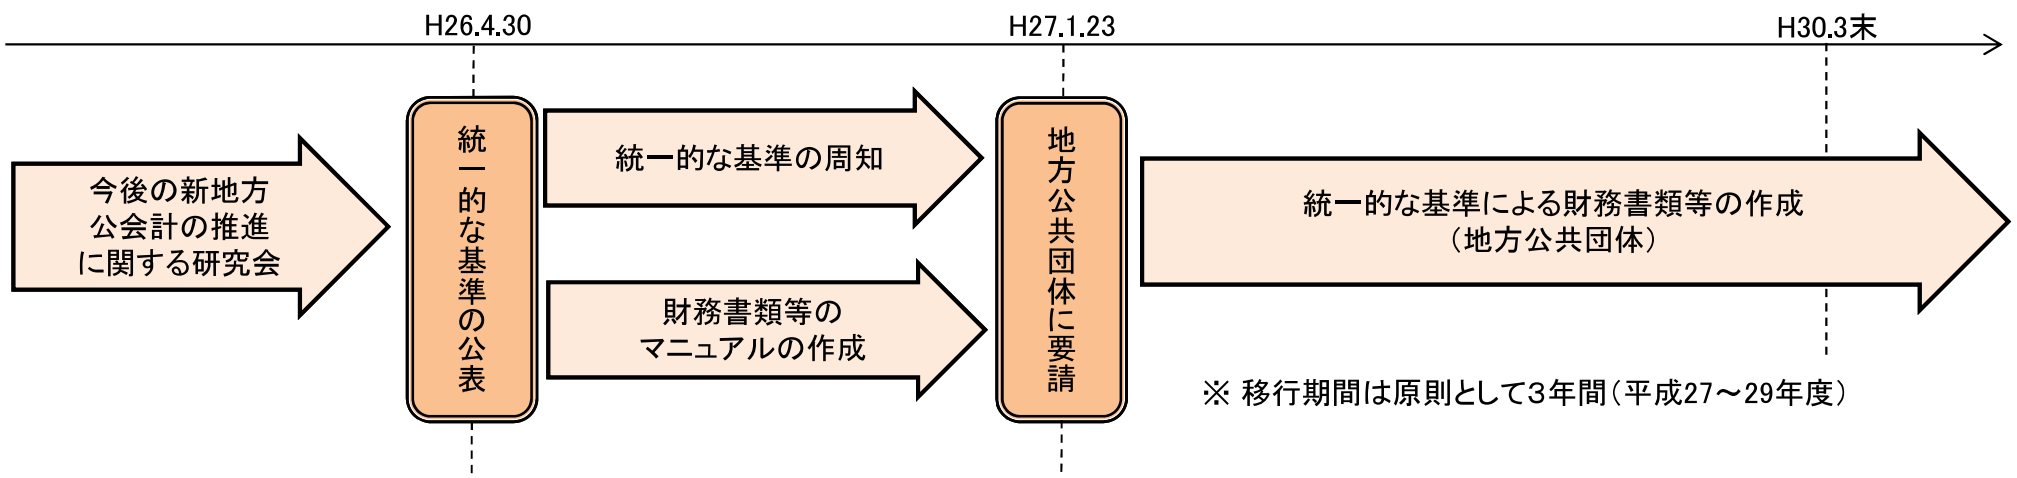 H26.4.30
H27.1.23
H30.3末
今後の新地方
公会計の推進
に関する研究会
統一的な基準の公表
統一的な基準の周知
財務書類等の
マニュアルの作成
地方公共団体に要請
統一的な基準による財務書類等の作成
（地方公共団体）
※ 移行期間は原則として３年間（平成27～29年度）